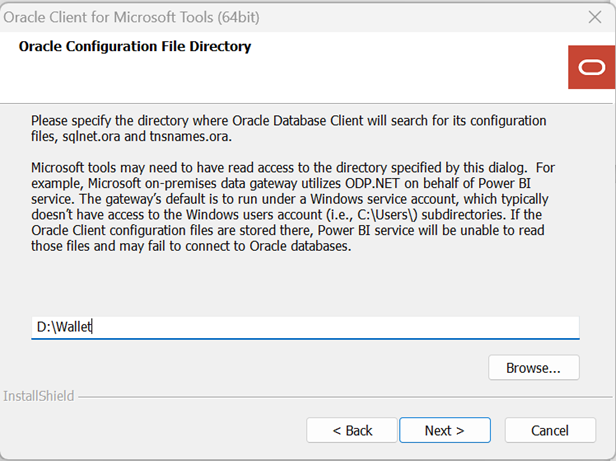 Oracle Client for Microsoft Tools (64bit)
Oracle Configuration File Directory
Please specify the directory where Oracle Database Client will search for its configuration
files, sqlnet.ora and tnsnames.ora.
Microsoft tools may need to have read access to the directory specified by this dialog. For
example, Microsoft on-premises data gateway utilizes ODP.NET on behalf of Power BI
service. The gateway's default is to run under a Windows service account, which typically
doesn't have access to the Windows users account (i.e., C:\Users\) subdirectories. If the
Oracle Client configuration files are stored there, Power BI service will be unable to read
those files and may fail to connect to Oracle databases.
D:\Wallet
Browse...
InstallShield
< Back
Next >
Cancel